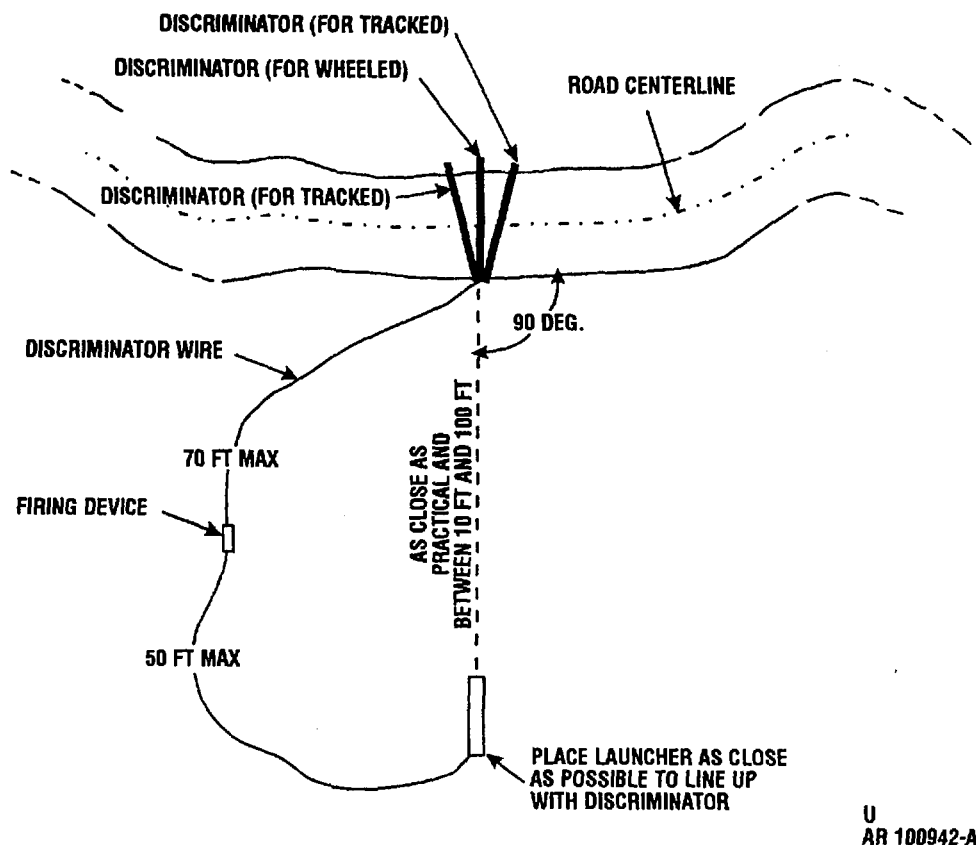 DISCRIMINATOR (FOR TRACKED)
DISCRIMINATOR (FOR WHEELED)
ROAD CENTERLINE
DISCRIMINATOR (FOR TRACKED)
90 DEG.
DISCRIMINATOR WIRE
AS CLOSE AS
PRACTICAL AND
BETWEEN 10 FT AND 100 FT
70 FT MAX
FIRING DEVICE
50 FT MAX
PLACE LAUNCHER AS CLOSE
AS POSSIBLE TO LINE UP
WITH DISCRIMINATOR
U
AR 100942-A